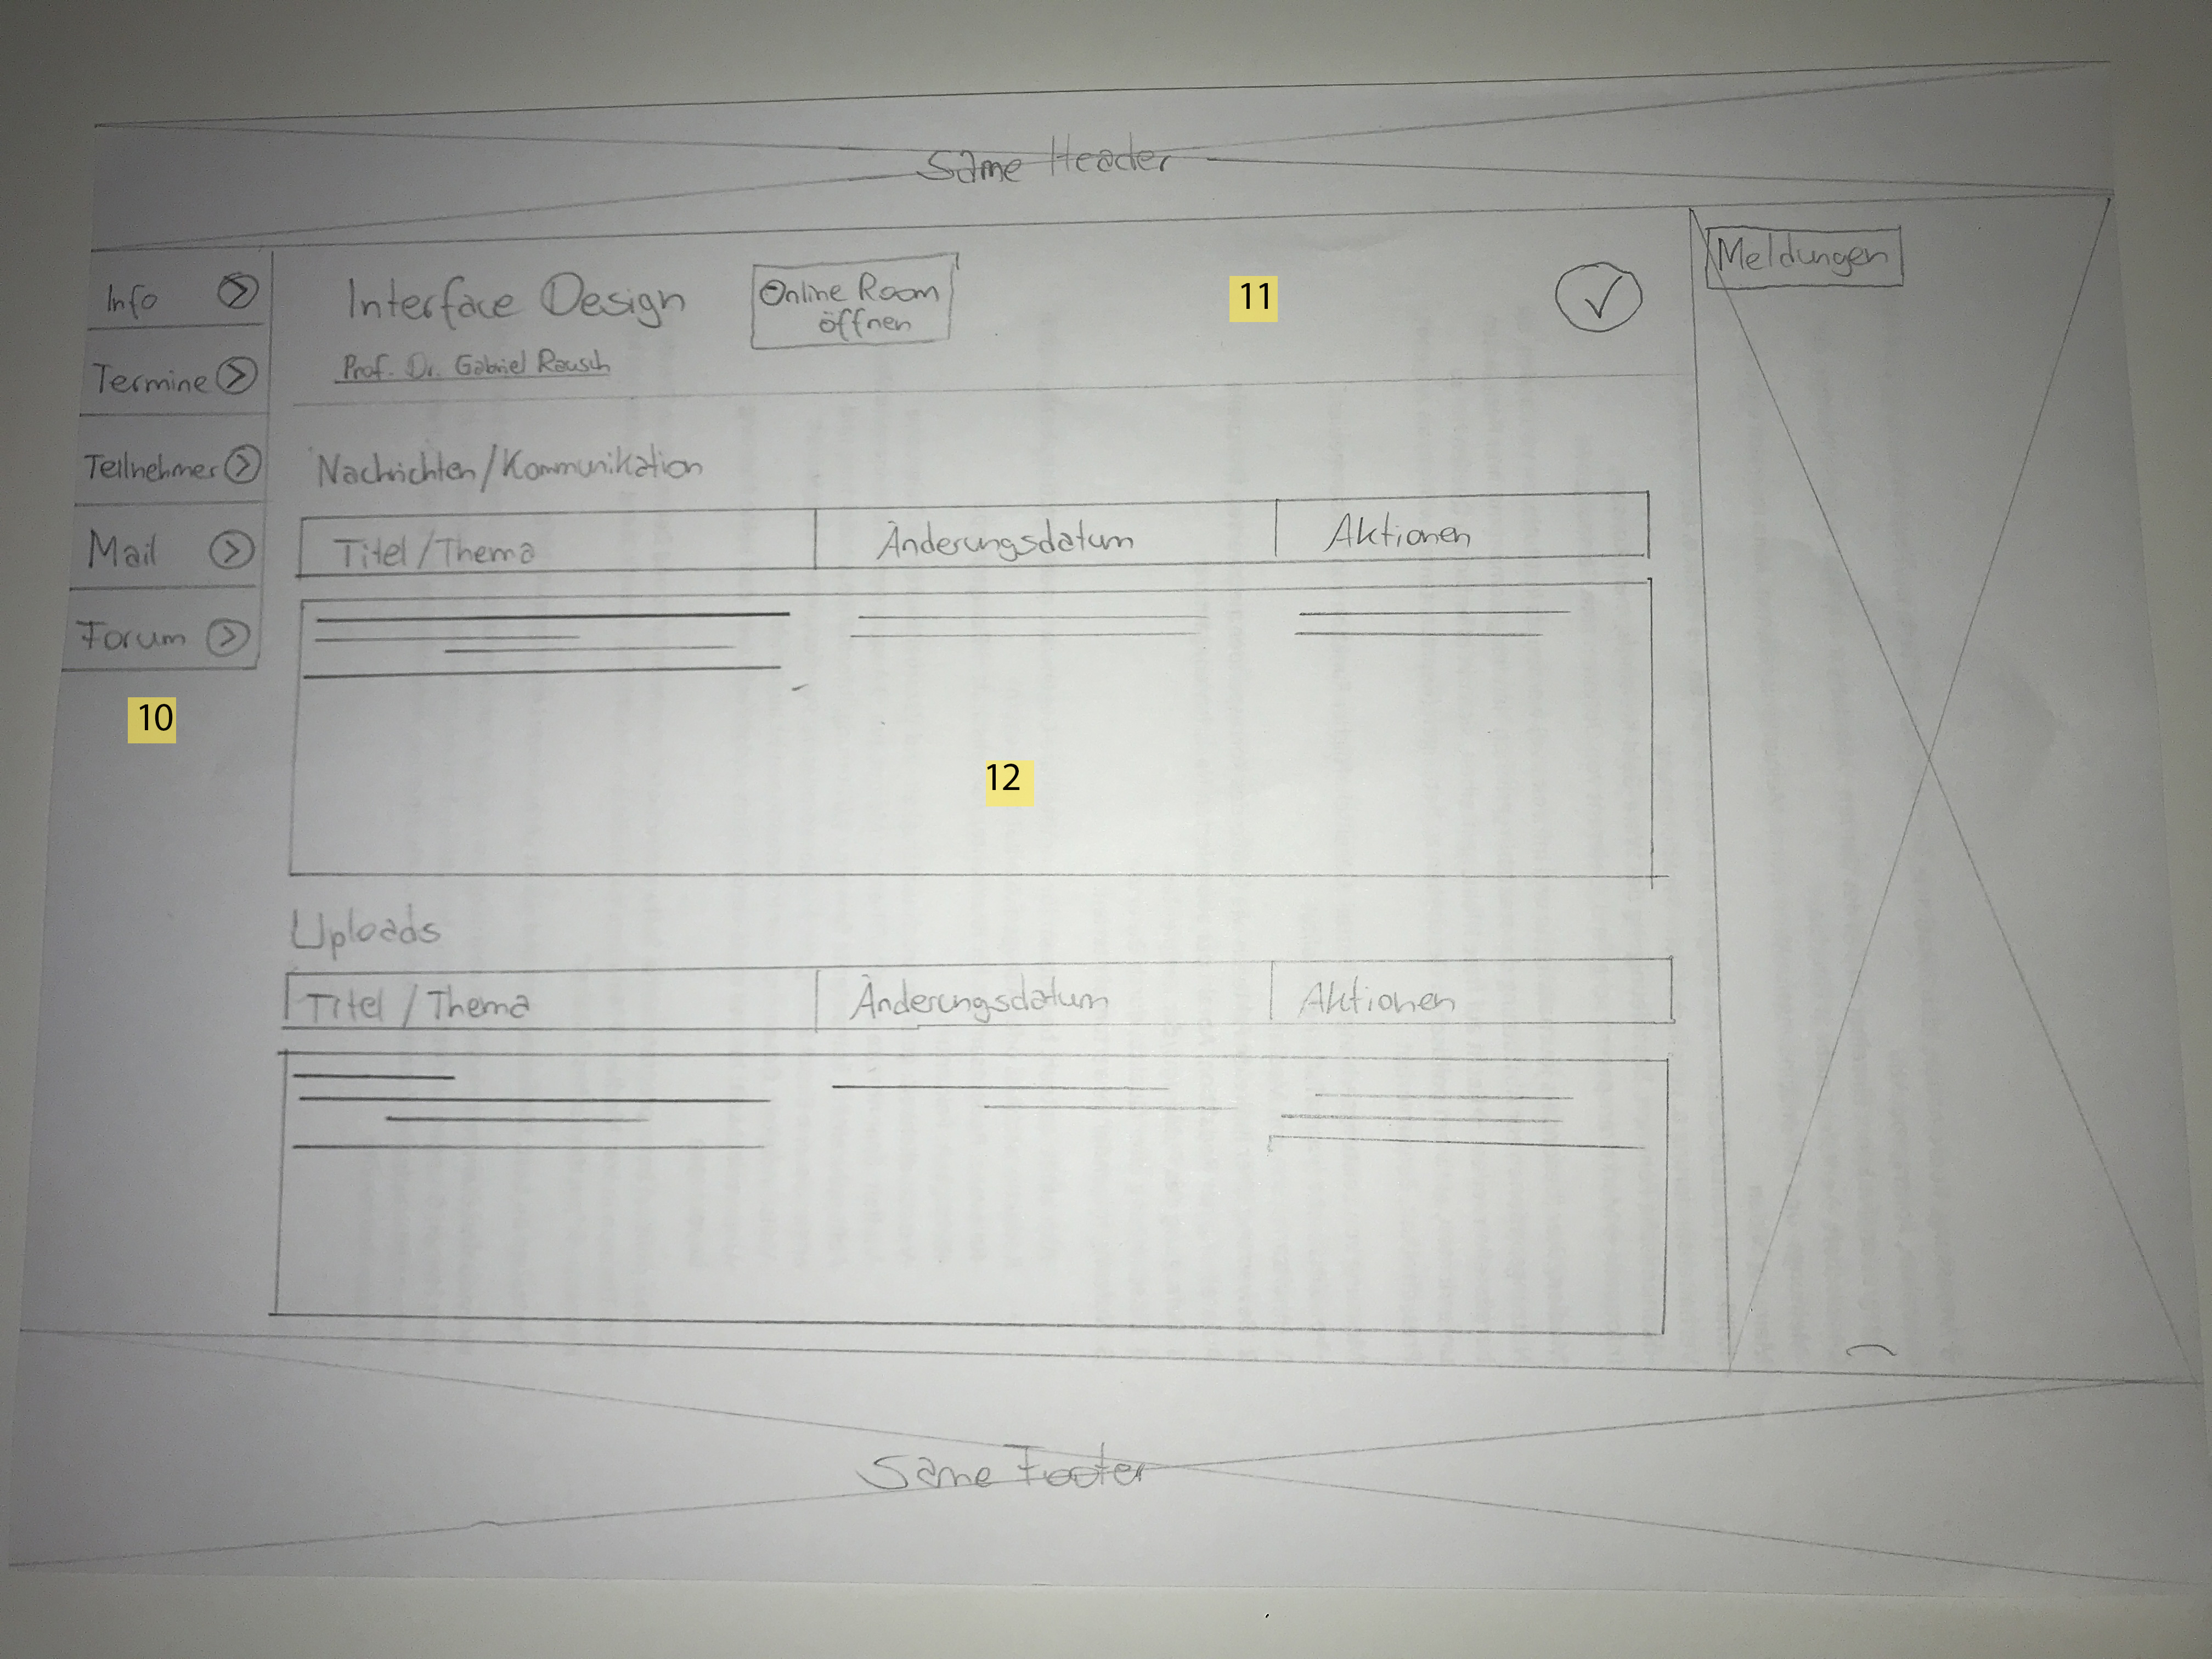 Same Header
Info
Termine
Teilnehmer
Mail
Forum
10
Interface Design
Prof. Dr. Gabriel Rausch
Online Room
öffnen
11
Meldungen
Nachrichten/Kommunikation
Titel/Thema
Änderungsdatum
Aktionen
12
Uploads
Titel / Thema
Änderungsdatum
Aktionen
Same Footer